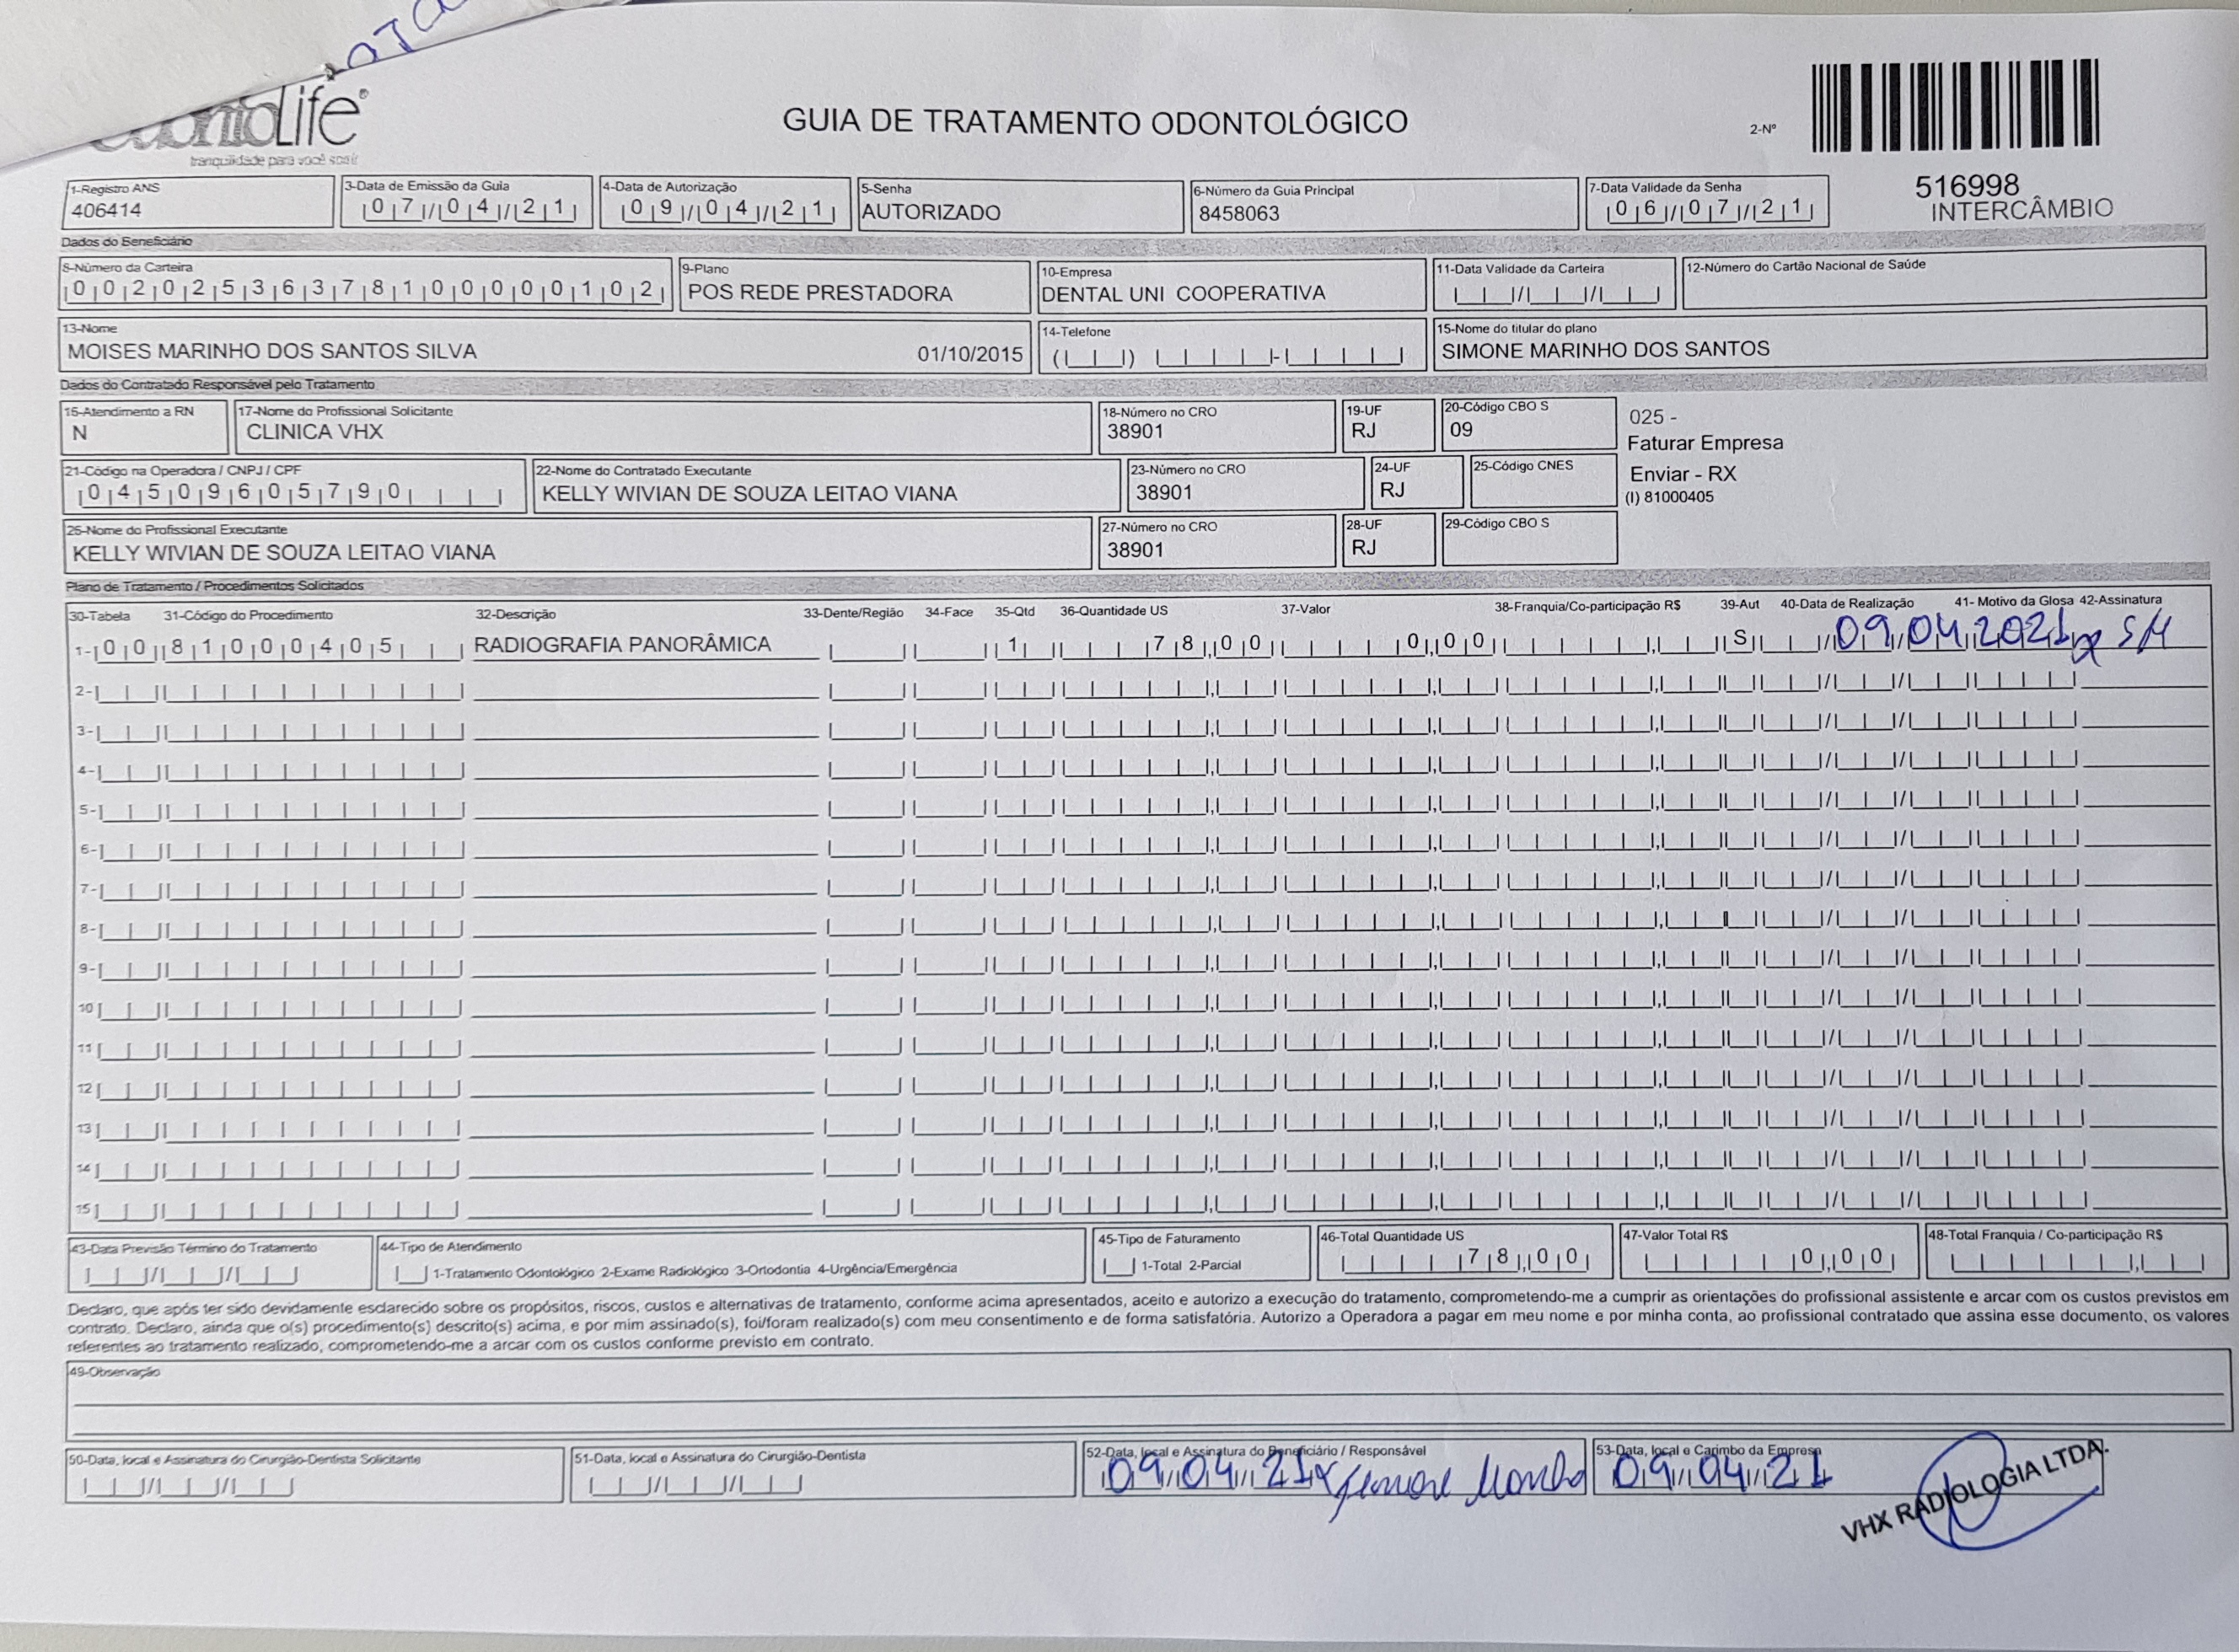 Life®
tranquilidade para você sorrir
GUIA DE TRATAMENTO ODONTOLÓGICO
2-Nº
516998
INTERCÂMBIO
1-Registro ANS
406414
3-Data de Emissão da Guia
07/04/21
4-Data de Autorização
09/04/21
5-Senha
AUTORIZADO
6-Número da Guia Principal
8458063
7-Data Validade da Senha
06/07/21
Dados do Beneficiário
8-Número da Carteira
00202536378100000102
9-Plano
POS REDE PRESTADORA
10-Empresa
DENTAL UNI COOPERATIVA
11-Data Validade da Carteira
12-Número do Cartão Nacional de Saúde
13-Nome
MOISES MARINHO DOS SANTOS SILVA 01/10/2015
14-Telefone
15-Nome do titular do plano
SIMONE MARINHO DOS SANTOS
Dados do Contratado Responsável pelo Tratamento
16-Atendimento a RN
N
17-Nome do Profissional Solicitante
CLINICA VHX
18-Número no CRO
38901
19-UF
RJ
20-Código CBO S
09
025 -
Faturar Empresa
Enviar - RX
(I) 81000405
21-Código na Operadora / CNPJ / CPF
04509605790
22-Nome do Contratado Executante
KELLY WIVIAN DE SOUZA LEITAO VIANA
23-Número no CRO
38901
24-UF
RJ
25-Código CNES
26-Nome do Profissional Executante
KELLY WIVIAN DE SOUZA LEITAO VIANA
27-Número no CRO
38901
28-UF
RJ
29-Código CBO S
Plano de Tratamento / Procedimentos Solicitados
30-Tabela 31-Código do Procedimento 32-Descrição 33-Dente/Região 34-Face 35-Qtd 36-Quantidade US 37-Valor 38-Franquia/Co-participação R$ 39-Aut 40-Data de Realização 41- Motivo da Glosa 42-Assinatura
1- 00 81000405 RADIOGRAFIA PANORÂMICA 1 78,00 0,00 S 09/04/2021 x SM
2-
3-
4-
5-
6-
7-
8-
9-
10
11
12
13
14
15
43-Data Previsão Término do Tratamento
44-Tipo de Atendimento
1-Tratamento Odontológico 2-Exame Radiológico 3-Ortodontia 4-Urgência/Emergência
45-Tipo de Faturamento
1-Total 2-Parcial
46-Total Quantidade US
78,00
47-Valor Total R$
0,00
48-Total Franquia / Co-participação R$
Declaro, que após ter sido devidamente esclarecido sobre os propósitos, riscos, custos e alternativas de tratamento, conforme acima apresentados, aceito e autorizo a execução do tratamento, comprometendo-me a cumprir as orientações do profissional assistente e arcar com os custos previstos em
contrato. Declaro, ainda que o(s) procedimento(s) descrito(s) acima, e por mim assinado(s), foi/foram realizado(s) com meu consentimento e de forma satisfatória. Autorizo a Operadora a pagar em meu nome e por minha conta, ao profissional contratado que assina esse documento, os valores
referentes ao tratamento realizado, comprometendo-me a arcar com os custos conforme previsto em contrato.
49-Observação
50-Data, local e Assinatura do Cirurgião-Dentista Solicitante
51-Data, local e Assinatura do Cirurgião-Dentista
52-Data, local e Assinatura do Beneficiário / Responsável
09/04/21 x
53-Data, local e Carimbo da Empresa
09/04/21
VHX RADIOLOGIA LTDA.